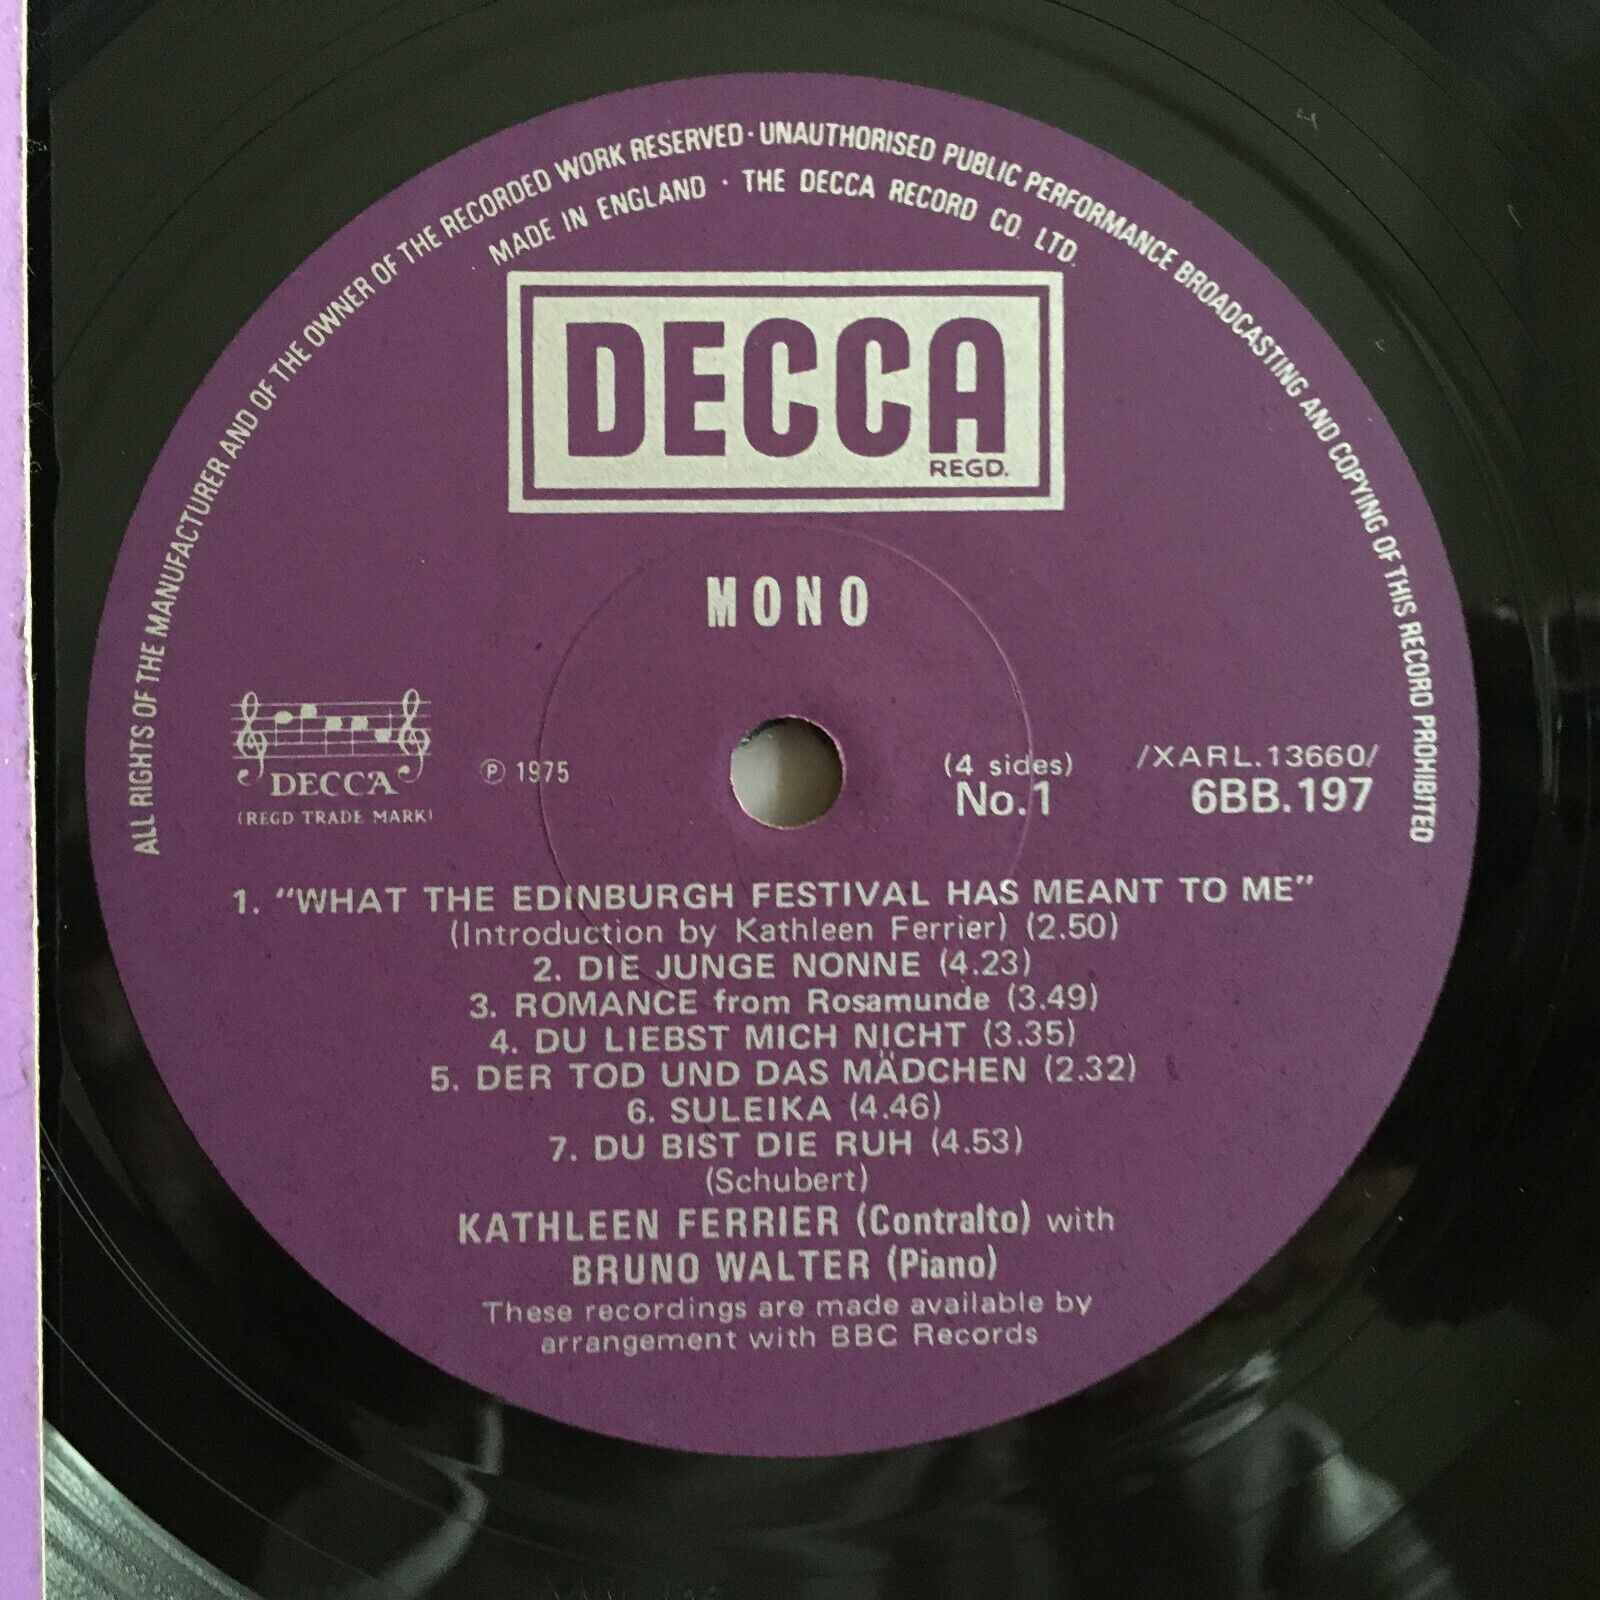 ALL RIGHTS OF THE MANUFACTURER AND OF THE OWNER OF THE RECORDED WORK RESERVED · UNAUTHORISED PUBLIC PERFORMANCE BROADCASTING AND COPYING OF THIS RECORD PROHIBITED
MADE IN ENGLAND · THE DECCA RECORD CO. LTD.
DECCA
REGD.
MONO
DECCA
(REGD TRADE MARK)
℗ 1975
(4 sides)
No.1
/XARL.13660/
6BB.197
1. "WHAT THE EDINBURGH FESTIVAL HAS MEANT TO ME"
(Introduction by Kathleen Ferrier) (2.50)
2. DIE JUNGE NONNE (4.23)
3. ROMANCE from Rosamunde (3.49)
4. DU LIEBST MICH NICHT (3.35)
5. DER TOD UND DAS MÄDCHEN (2.32)
6. SULEIKA (4.46)
7. DU BIST DIE RUH (4.53)
(Schubert)
KATHLEEN FERRIER (Contralto) with
BRUNO WALTER (Piano)
These recordings are made available by
arrangement with BBC Records